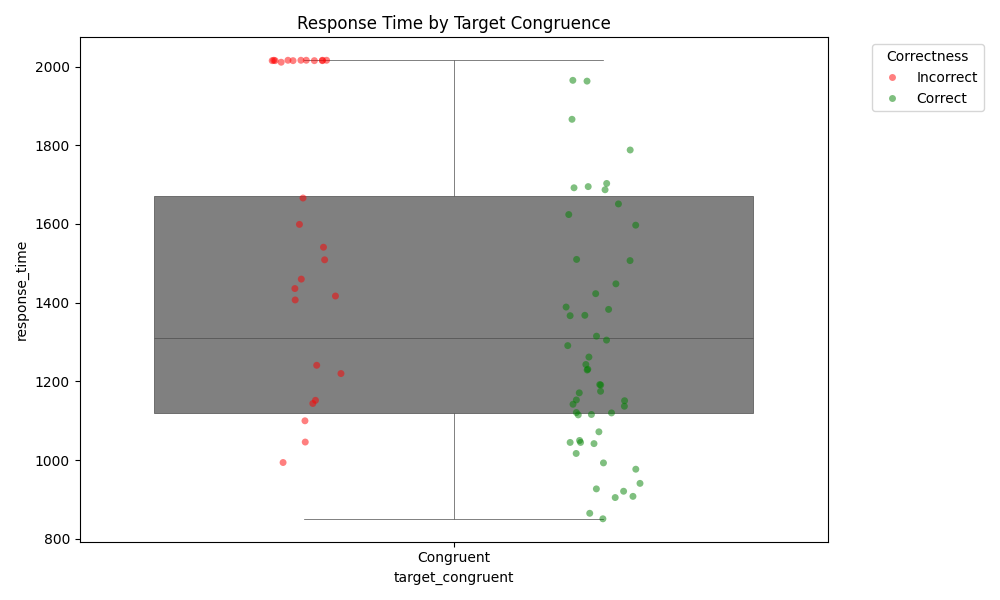 Response Time by Target Congruence
Correctness
Incorrect
Correct
response_time
2000
1800
1600
1400
1200
1000
800
Congruent
target_congruent